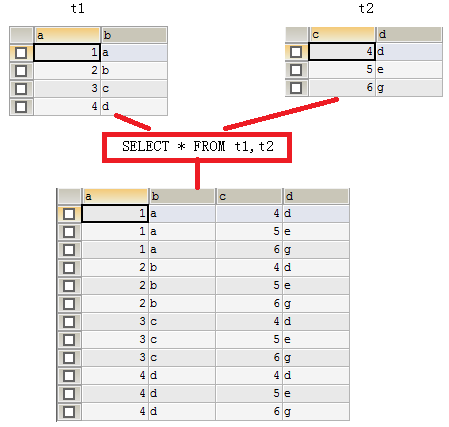 t1 t2
a b c d
1 a 4 d
2 b 5 e
3 c 6 g
4 d
SELECT * FROM t1,t2
a b c d
1 a 4 d
1 a 5 e
1 a 6 g
2 b 4 d
2 b 5 e
2 b 6 g
3 c 4 d
3 c 5 e
3 c 6 g
4 d 4 d
4 d 5 e
4 d 6 g